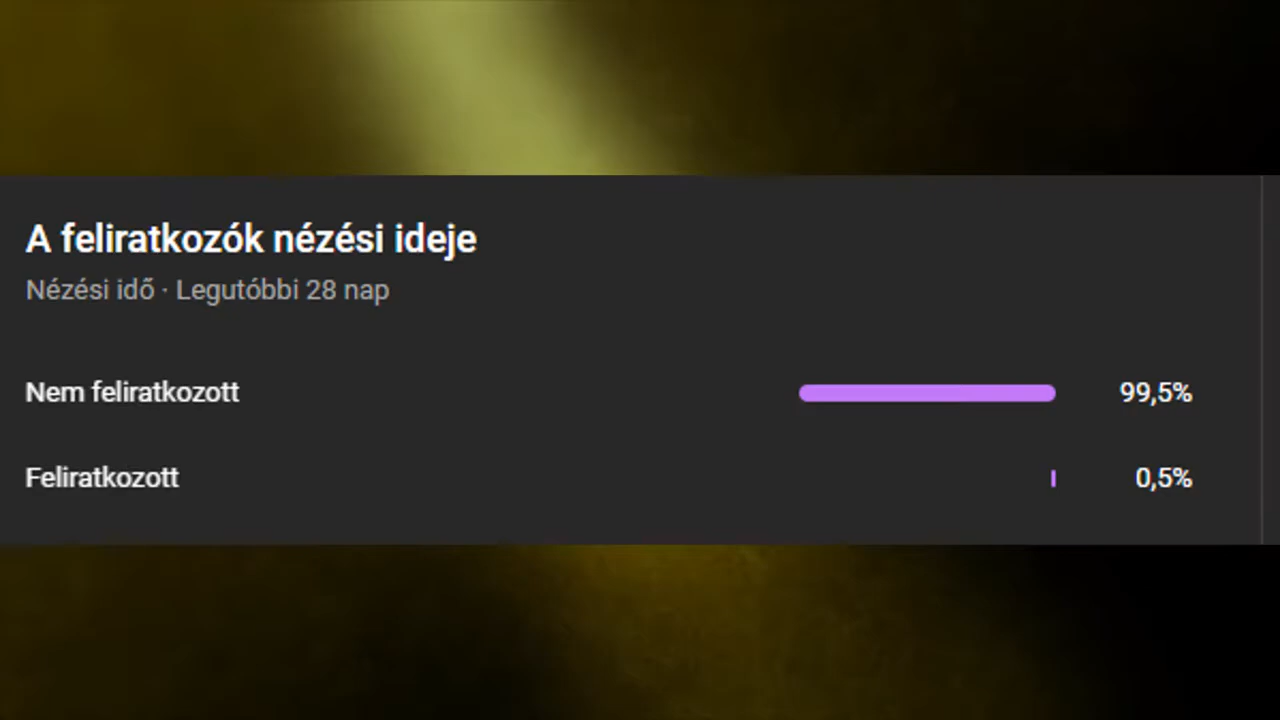 A feliratkozók nézési ideje
Nézési idő · Legutóbbi 28 nap
Nem feliratkozott 99,5%
Feliratkozott 0,5%